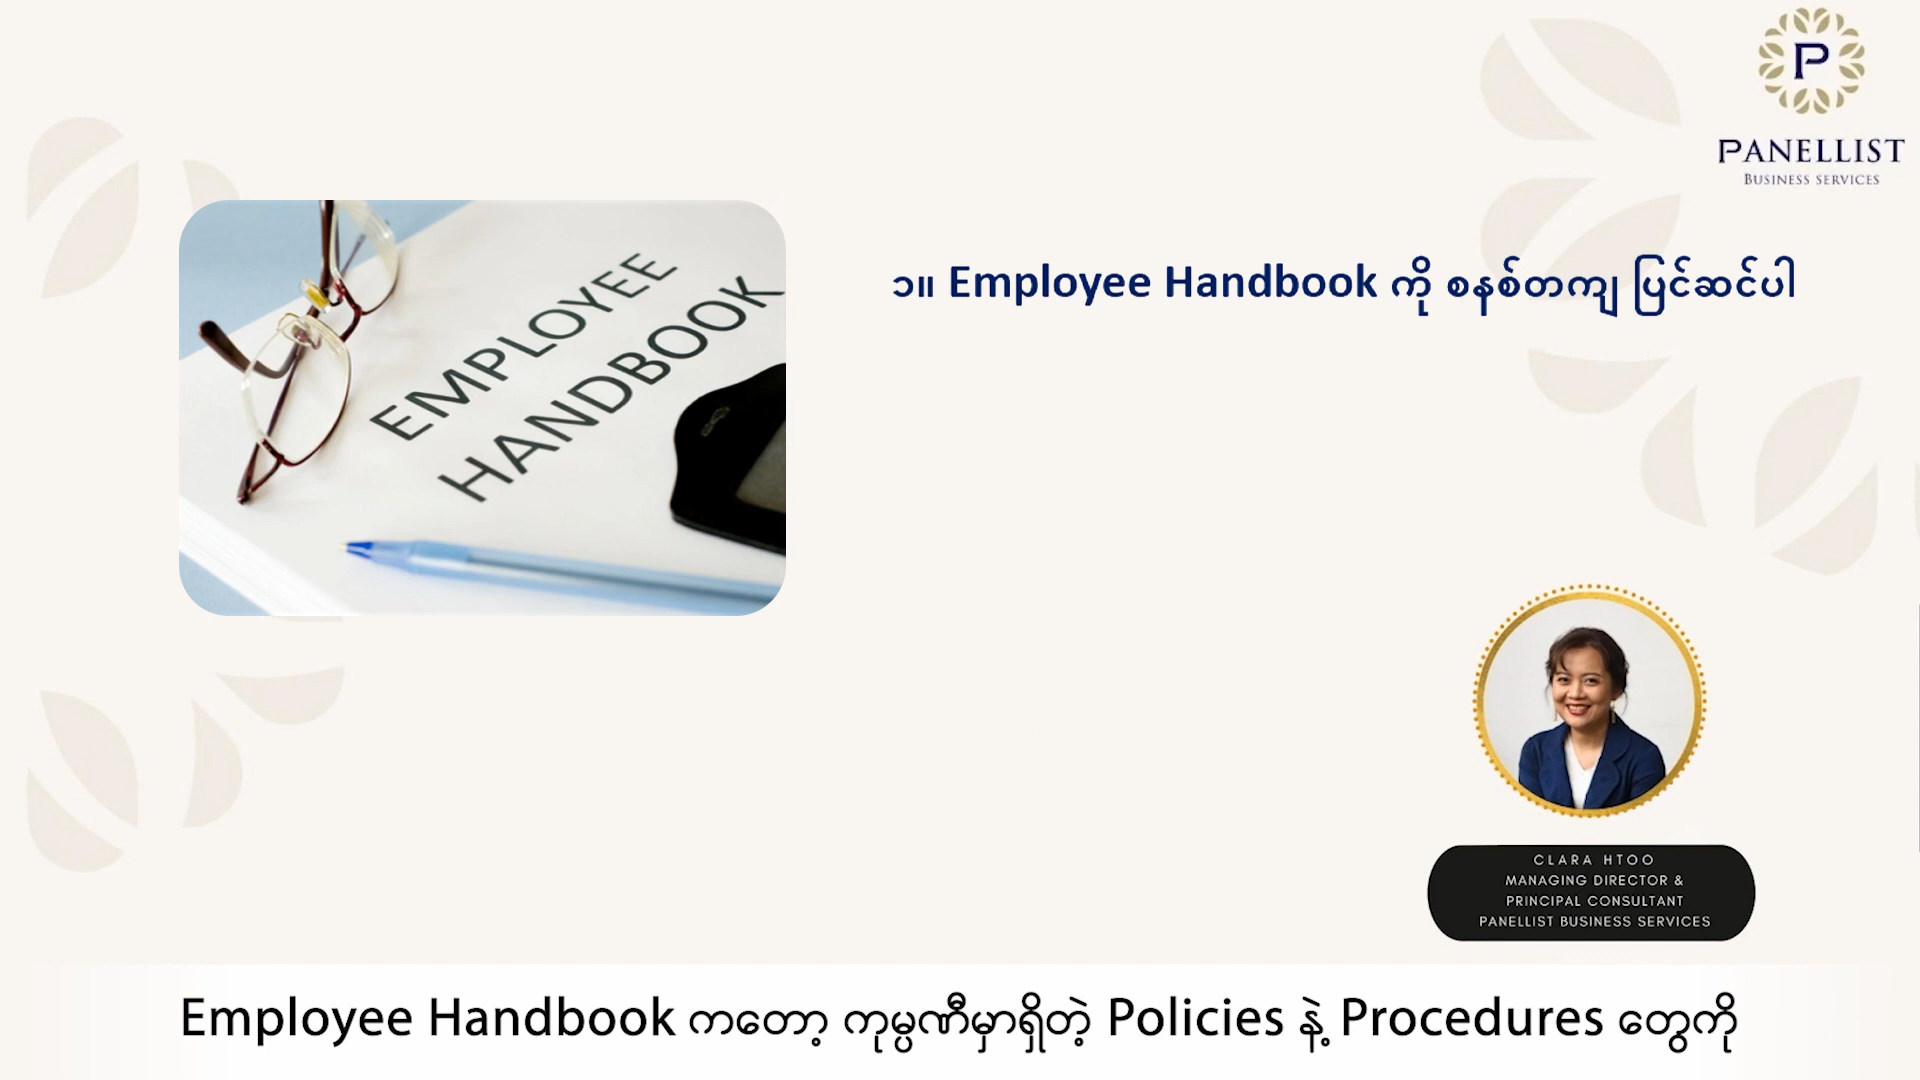 P
PANELLIST
BUSINESS SERVICES
EMPLOYEE
HANDBOOK
၁။ Employee Handbook ကို စနစ်တကျ ပြင်ဆင်ပါ
CLARA HTOO
MANAGING DIRECTOR &
PRINCIPAL CONSULTANT
PANELLIST BUSINESS SERVICES
Employee Handbook ကတော့ ကုမ္ပဏီမှာရှိတဲ့ Policies နဲ့ Procedures တွေကို